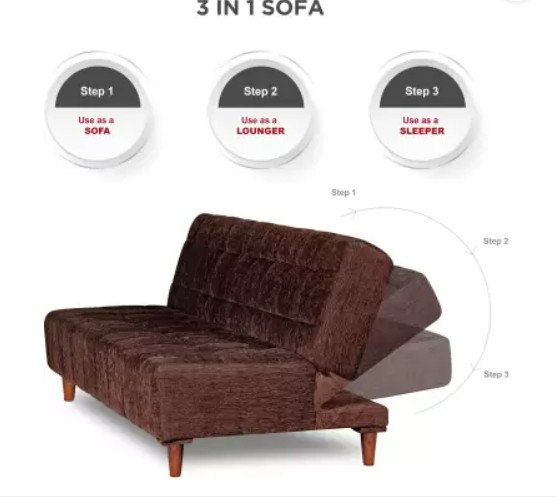 3 IN 1 SOFA
Step 1
Use as a
SOFA
Step 2
Use as a
LOUNGER
Step 3
Use as a
SLEEPER
Step 1
Step 2
Step 3